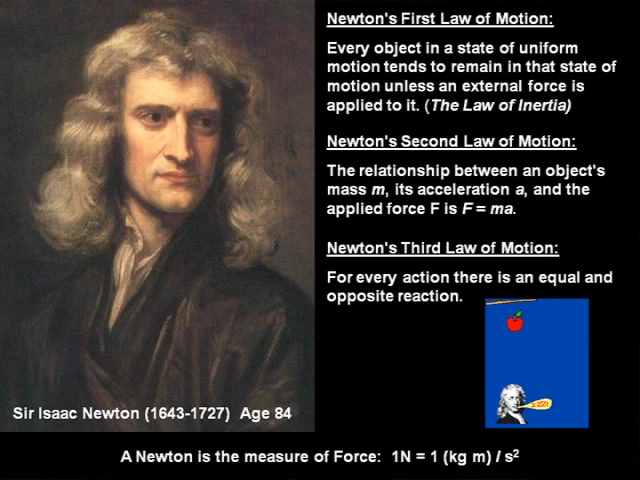 Newton's First Law of Motion:
Every object in a state of uniform
motion tends to remain in that state of
motion unless an external force is
applied to it. (The Law of Inertia)
Newton's Second Law of Motion:
The relationship between an object's
mass m, its acceleration a, and the
applied force F is F = ma.
Newton's Third Law of Motion:
For every action there is an equal and
opposite reaction.
Sir Isaac Newton (1643-1727)  Age 84
A Newton is the measure of Force:  1N = 1 (kg m) / s²